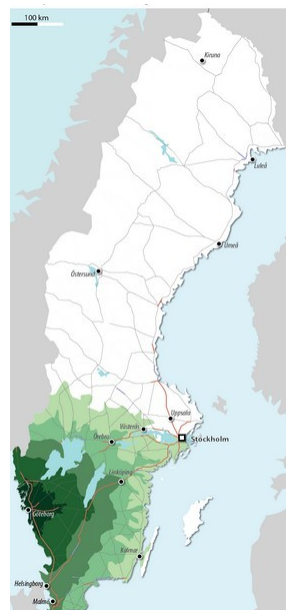 100 km
Kiruna
Luleå
Umeå
Östersund
Uppsala
Västerås
Örebro
Stockholm
Linköping
Göteborg
Kalmar
Helsingborg
Malmö